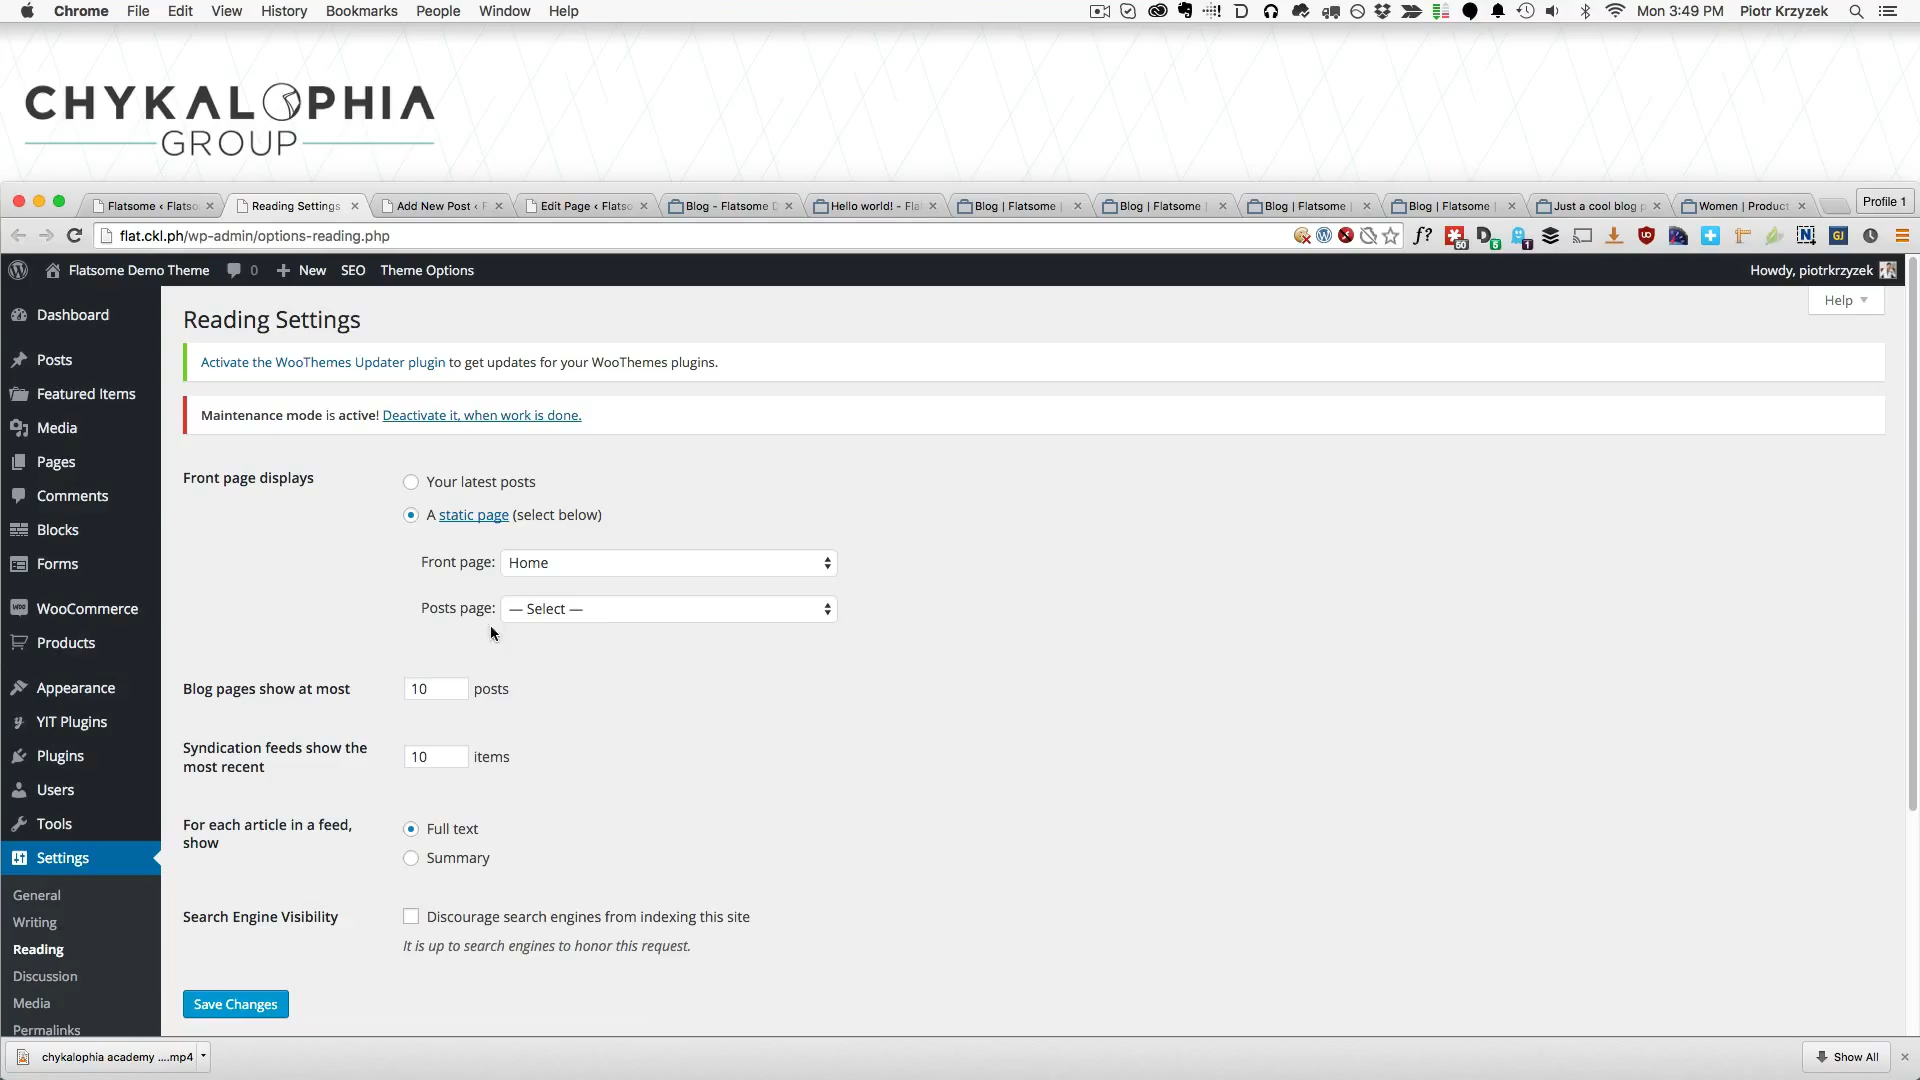 Chrome File Edit View History Bookmarks People Window Help Mon 3:49 PM Piotr Krzyzek
CHYKALOPHIA
GROUP
Flatsome ‹ Flatso Reading Settings Add New Post ‹ F Edit Page ‹ Flatso Blog - Flatsome D Hello world! - Fla Blog | Flatsome Blog | Flatsome Blog | Flatsome Blog | Flatsome Just a cool blog p Women | Product Profile 1
flat.ckl.ph/wp-admin/options-reading.php
Flatsome Demo Theme 0 New SEO Theme Options Howdy, piotrkrzyzek
Help
Dashboard
Posts
Featured Items
Media
Pages
Comments
Blocks
Forms
WooCommerce
Products
Appearance
YIT Plugins
Plugins
Users
Tools
Settings
General
Writing
Reading
Discussion
Media
Permalinks
Reading Settings
Activate the WooThemes Updater plugin to get updates for your WooThemes plugins.
Maintenance mode is active! Deactivate it, when work is done.
Front page displays
Your latest posts
A static page (select below)
Front page: Home
Posts page: — Select —
Blog pages show at most 10 posts
Syndication feeds show the
most recent
10 items
For each article in a feed,
show
Full text
Summary
Search Engine Visibility
Discourage search engines from indexing this site
It is up to search engines to honor this request.
Save Changes
chykalophia academy ....mp4 Show All